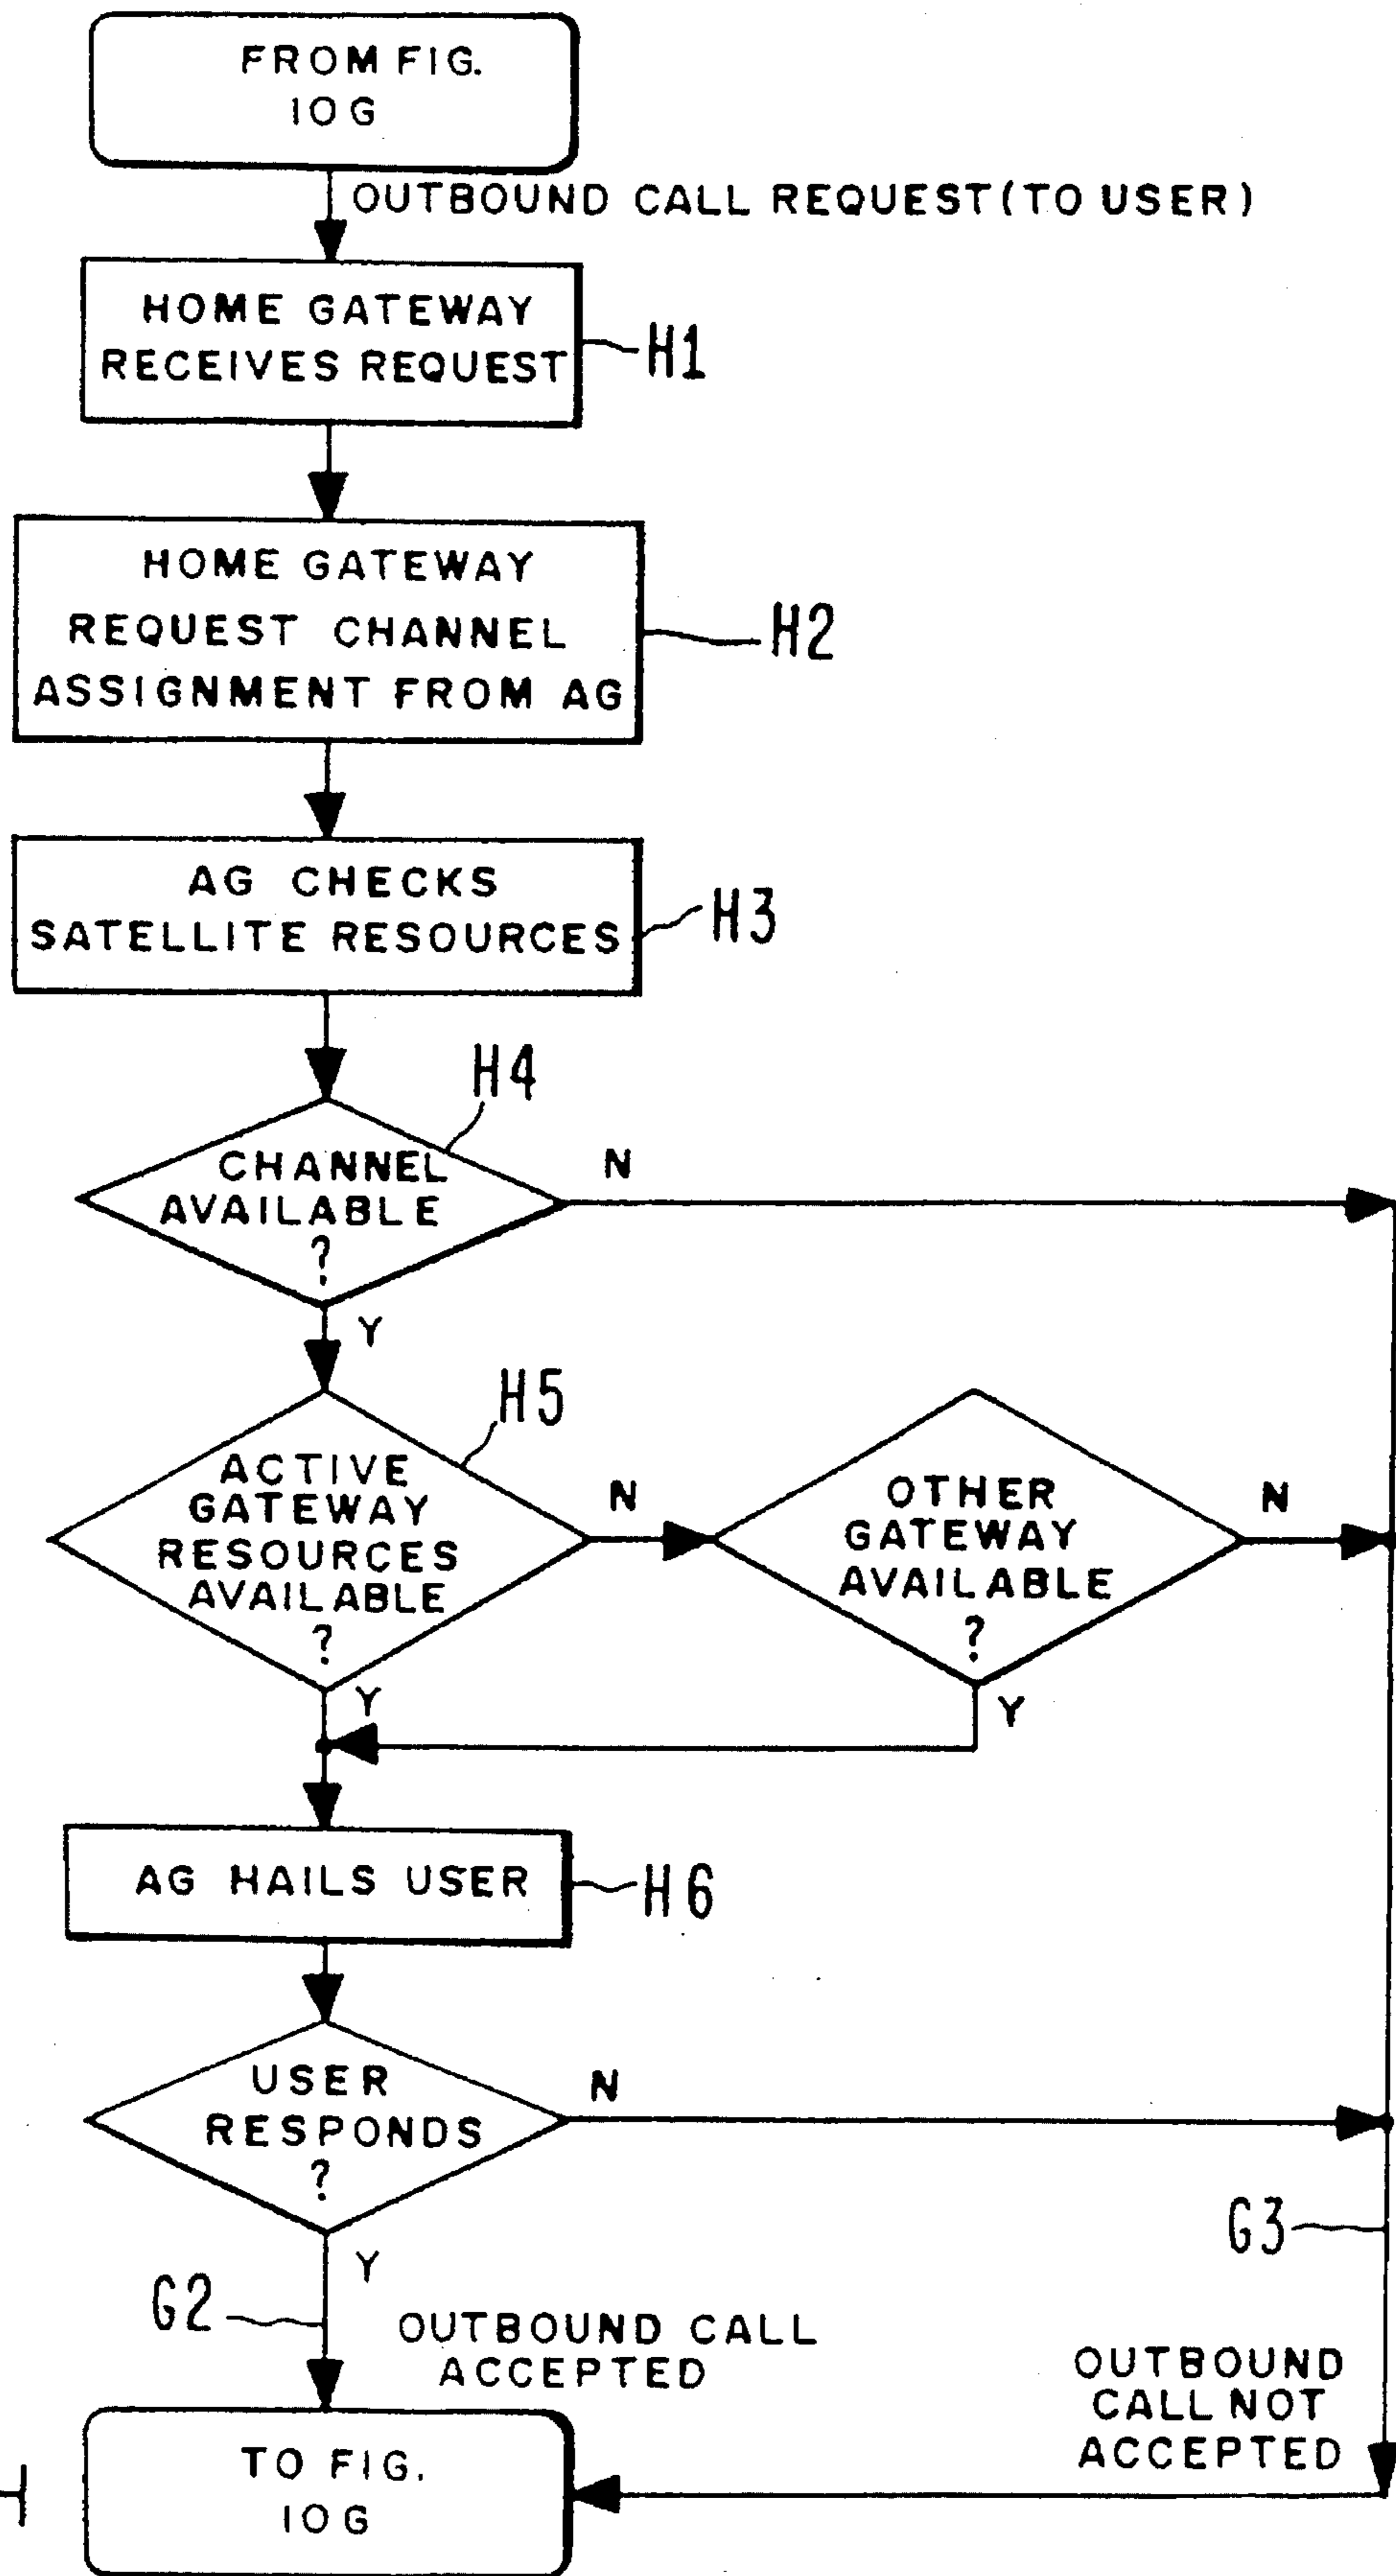 FROM FIG.
10G
OUTBOUND CALL REQUEST (TO USER)
HOME GATEWAY
RECEIVES REQUEST
H1
HOME GATEWAY
REQUEST CHANNEL
ASSIGNMENT FROM AG
H2
AG CHECKS
SATELLITE RESOURCES
H3
H4
CHANNEL
AVAILABLE
?
N
Y
H5
ACTIVE
GATEWAY
RESOURCES
AVAILABLE
?
N
OTHER
GATEWAY
AVAILABLE
?
N
Y
Y
AG HAILS USER
H6
USER
RESPONDS
?
N
Y
G3
G2
OUTBOUND CALL
ACCEPTED
OUTBOUND
CALL NOT
ACCEPTED
TO FIG.
10G